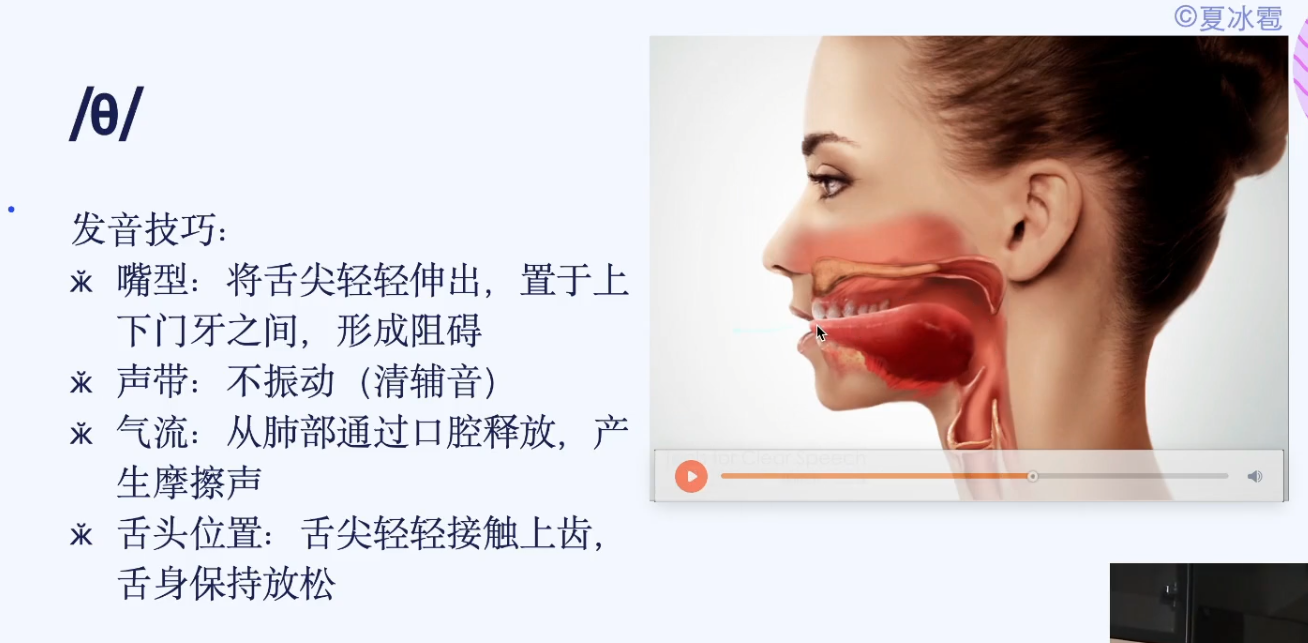 ©夏冰雹
/θ/
发音技巧：
嘴型：将舌尖轻轻伸出，置于上
下门牙之间，形成阻碍
声带：不振动（清辅音）
气流：从肺部通过口腔释放，产
生摩擦声
舌头位置：舌尖轻轻接触上齿，
舌身保持放松
for Clear Speech